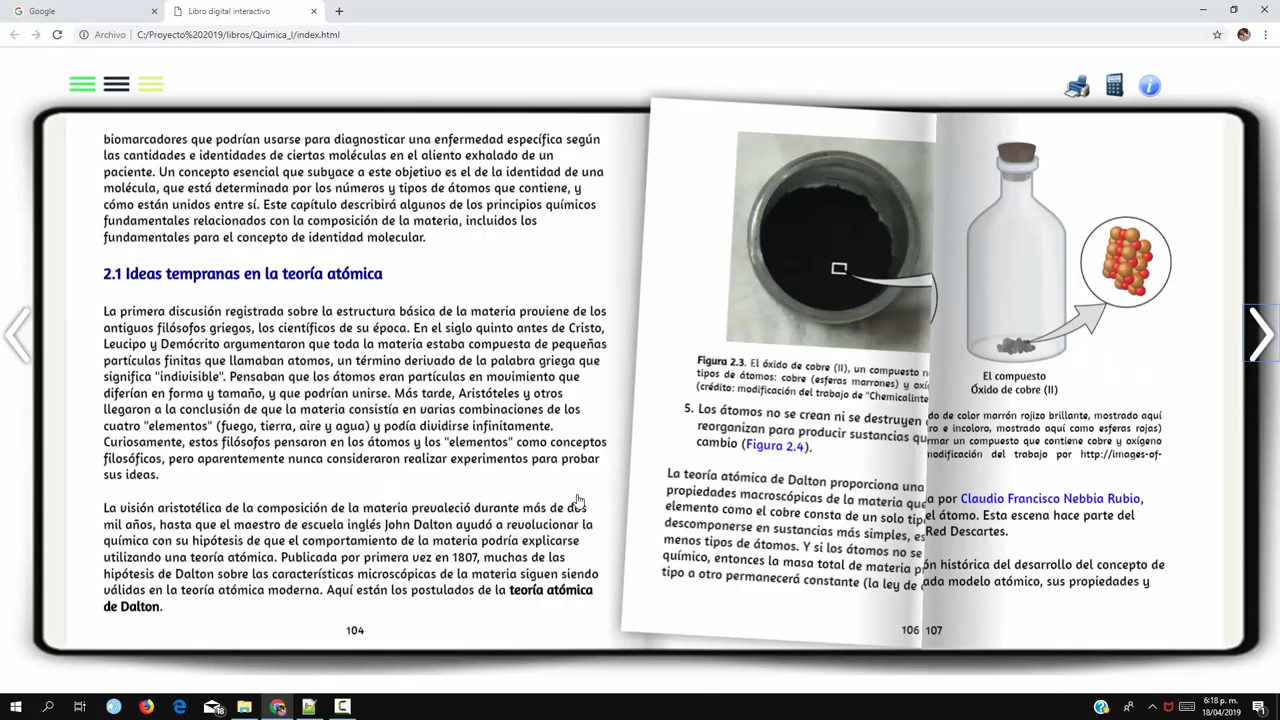 Google
Libro digital interactivo
Archivo
C:/Proyecto%202019/libros/Quimica_I/index.html
biomarcadores que podrían usarse para diagnosticar una enfermedad específica según
las cantidades e identidades de ciertas moléculas en el aliento exhalado de un
paciente. Un concepto esencial que subyace a este objetivo es el de la identidad de una
molécula, que está determinada por los números y tipos de átomos que contiene, y
cómo están unidos entre sí. Este capítulo describirá algunos de los principios químicos
fundamentales relacionados con la composición de la materia, incluidos los
fundamentales para el concepto de identidad molecular.
2.1 Ideas tempranas en la teoría atómica
La primera discusión registrada sobre la estructura básica de la materia proviene de los
antiguos filósofos griegos, los científicos de su época. En el siglo quinto antes de Cristo,
Leucipo y Demócrito argumentaron que toda la materia estaba compuesta de pequeñas
partículas finitas que llamaban atomos, un término derivado de la palabra griega que
significa "indivisible". Pensaban que los átomos eran partículas en movimiento que
diferían en forma y tamaño, y que podrían unirse. Más tarde, Aristóteles y otros
llegaron a la conclusión de que la materia consistía en varias combinaciones de los
cuatro "elementos" (fuego, tierra, aire y agua) y podía dividirse infinitamente.
Curiosamente, estos filósofos pensaron en los átomos y los "elementos" como conceptos
filosóficos, pero aparentemente nunca consideraron realizar experimentos para probar
sus ideas.
La visión aristotélica de la composición de la materia prevaleció durante más de dos
mil años, hasta que el maestro de escuela inglés John Dalton ayudó a revolucionar la
química con su hipótesis de que el comportamiento de la materia podría explicarse
utilizando una teoría atómica. Publicada por primera vez en 1807, muchas de las
hipótesis de Dalton sobre las características microscópicas de la materia siguen siendo
válidas en la teoría atómica moderna. Aquí están los postulados de la teoría atómica
de Dalton.
104
Figura 2.3. El óxido de cobre (II), un compuesto
tipos de átomos: cobre (esferas marrones) y
(crédito: modificación del trabajo de "Chemicalinte
5. Los átomos no se crean ni se destruyen
reorganizan para producir sustancias
cambio (Figura 2.4).
La teoría atómica de Dalton proporciona una
propiedades macroscópicas de la materia que
elemento como el cobre consta de un solo
descomponerse en sustancias más simples,
menos tipos de átomos. Y si los átomos no se
químico, entonces la masa total de materia
tipo a otro permanecerá constante (la ley de
106
El compuesto
Óxido de cobre (II)
do de color marrón rojizo brillante, mostrado aquí
ro e incoloro, mostrado aquí como esferas rojas)
rmar un compuesto que contiene cobre y oxígeno
modificación del trabajo por http://images-of-
a por Claudio Francisco Nebbia Rubio,
el átomo. Esta escena hace parte del
Red Descartes.
ón histórica del desarrollo del concepto de
ada modelo atómico, sus propiedades y
107
6:18 p. m.
18/04/2019